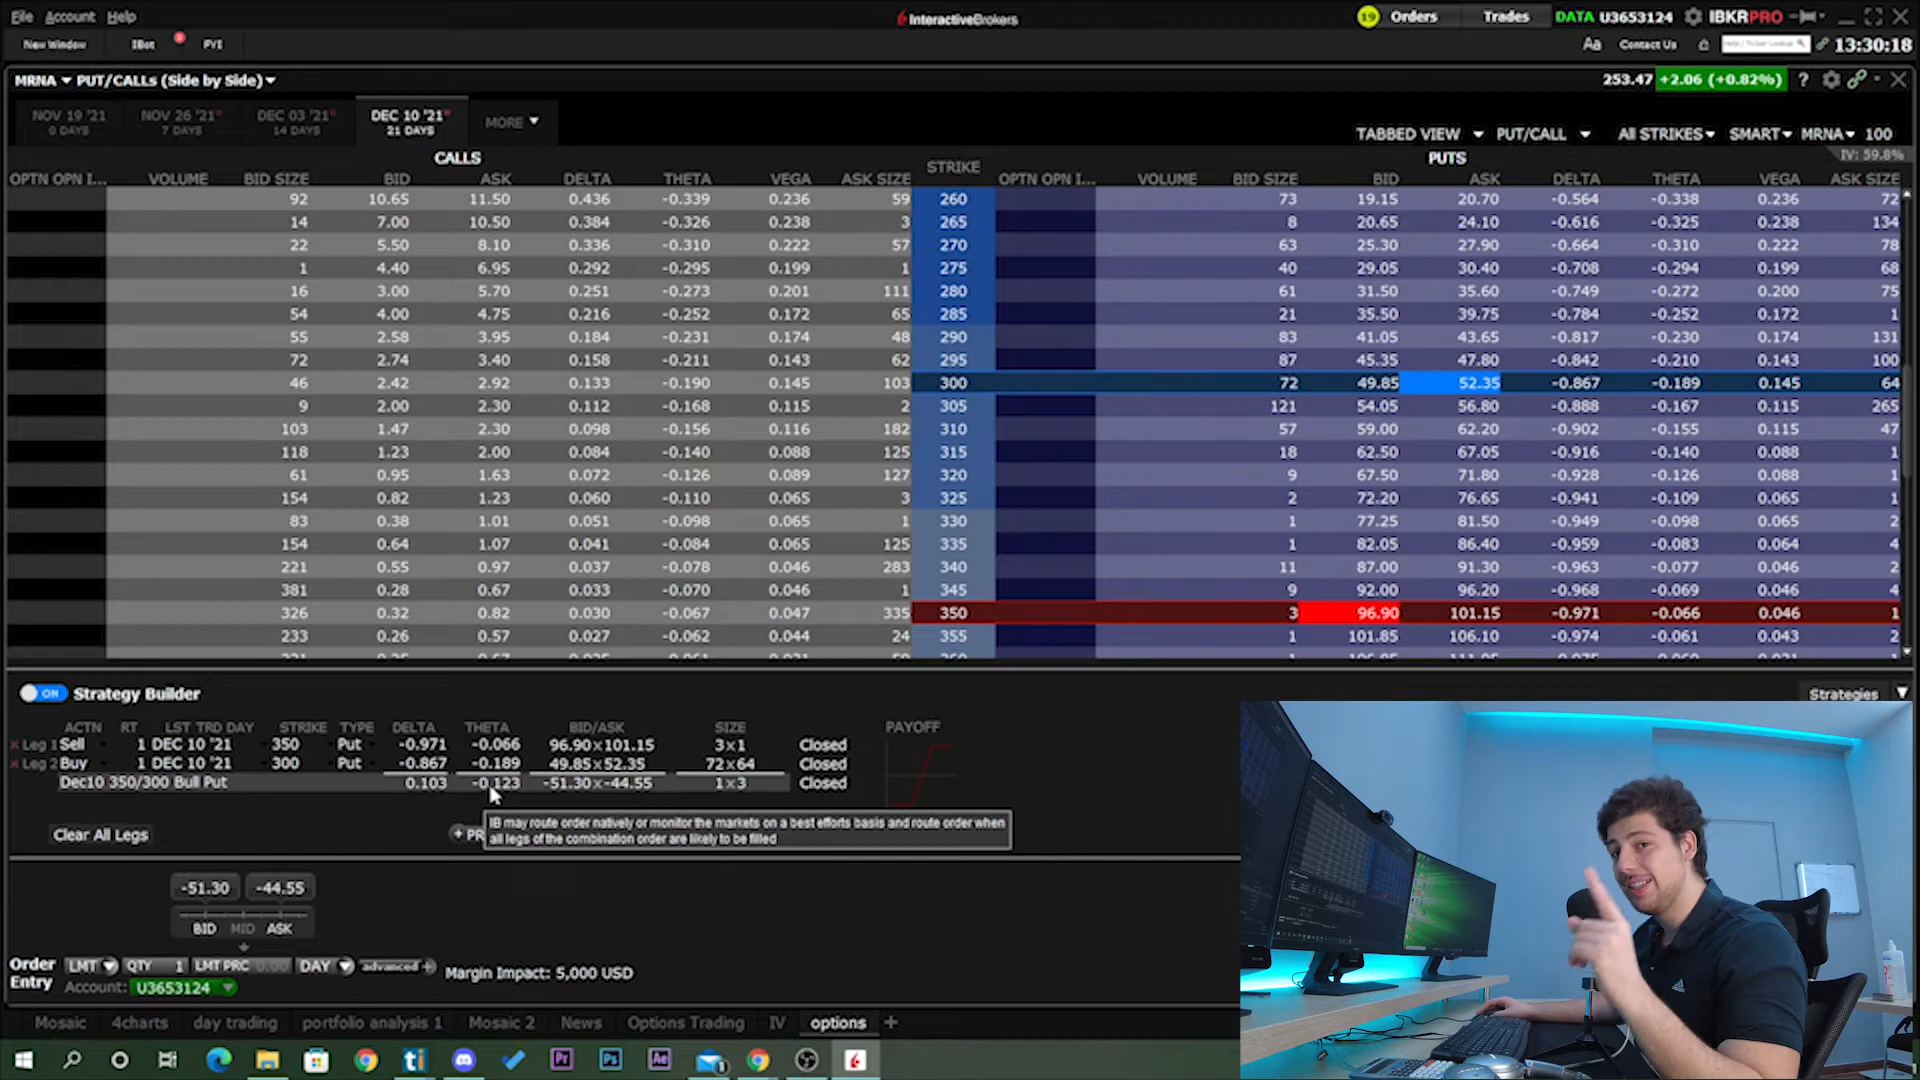 File Account Help
InteractiveBrokers
19 Orders Trades DATA U3653124 IBKRPRO
New Window IBot FYI
Aa Contact Us 13:30:18
MRNA PUT/CALLs (Side by Side)
253.47 +2.06 (+0.82%) ?
NOV 19 '21 NOV 26 '21 DEC 03 '21 DEC 10 '21 MORE
0 DAYS 7 DAYS 14 DAYS 21 DAYS
TABBED VIEW PUT/CALL All STRIKES SMART MRNA 100
CALLS STRIKE PUTS IV: 59.8%
OPTN OPN I... VOLUME BID SIZE BID ASK DELTA THETA VEGA ASK SIZE OPTN OPN I... VOLUME BID SIZE BID ASK DELTA THETA VEGA ASK SIZE
92 10.65 11.50 0.436 -0.339 0.236 59 260 73 19.15 20.70 -0.564 -0.338 0.236 72
14 7.00 10.50 0.384 -0.326 0.238 3 265 8 20.65 24.10 -0.616 -0.325 0.238 134
22 5.50 8.10 0.336 -0.310 0.222 57 270 63 25.30 27.90 -0.664 -0.310 0.222 78
1 4.40 6.95 0.292 -0.295 0.199 1 275 40 29.05 30.40 -0.708 -0.294 0.199 68
16 3.00 5.70 0.251 -0.273 0.201 111 280 61 31.50 35.60 -0.749 -0.272 0.200 75
54 4.00 4.75 0.216 -0.252 0.172 65 285 21 35.50 39.75 -0.784 -0.252 0.172 1
55 2.58 3.95 0.184 -0.231 0.174 48 290 83 41.05 43.65 -0.817 -0.230 0.174 131
72 2.74 3.40 0.158 -0.211 0.143 62 295 87 45.35 47.80 -0.842 -0.210 0.143 100
46 2.42 2.92 0.133 -0.190 0.145 103 300 72 49.85 52.35 -0.867 -0.189 0.145 64
9 2.00 2.30 0.112 -0.168 0.115 2 305 121 54.05 56.80 -0.888 -0.167 0.115 265
103 1.47 2.30 0.098 -0.156 0.116 182 310 57 59.00 62.20 -0.902 -0.155 0.115 47
118 1.23 2.00 0.084 -0.140 0.088 125 315 18 62.50 67.05 -0.916 -0.140 0.088 1
61 0.95 1.63 0.072 -0.126 0.089 127 320 9 67.50 71.80 -0.928 -0.126 0.088 1
154 0.82 1.23 0.060 -0.110 0.065 3 325 2 72.20 76.65 -0.941 -0.109 0.065 1
83 0.38 1.01 0.051 -0.098 0.065 1 330 1 77.25 81.50 -0.949 -0.098 0.065 2
154 0.64 1.07 0.041 -0.084 0.065 125 335 1 82.05 86.40 -0.959 -0.083 0.064 4
221 0.55 0.97 0.037 -0.078 0.046 283 340 11 87.00 91.30 -0.963 -0.077 0.046 2
381 0.28 0.67 0.032 -0.070 0.046 1 345 9 92.00 96.20 -0.968 -0.069 0.046 4
326 0.32 0.82 0.030 -0.067 0.047 335 350 3 96.90 101.15 -0.971 -0.066 0.046 1
233 0.26 0.57 0.027 -0.062 0.044 24 355 1 101.85 106.10 -0.974 -0.061 0.043 2
ON Strategy Builder Strategies
ACTN RT LST TRD DAY STRIKE TYPE DELTA THETA BID/ASK SIZE PAYOFF
Leg 1 Sell 1 DEC 10 '21 350 Put -0.971 -0.066 96.90x101.15 3x1 Closed
Leg 2 Buy 1 DEC 10 '21 300 Put -0.867 -0.189 49.85x52.35 72x64 Closed
Dec10 350/300 Bull Put 0.103 -0.123 -51.30x-44.55 1x3 Closed
Clear All Legs + PR
IB may route order natively or monitor the markets on a best efforts basis and route order when
all legs of the combination order are likely to be filled
-51.30 -44.55
BID MID ASK
Order Entry LMT QTY 1 LMT PRC 0.00 DAY advanced + Margin Impact: 5,000 USD
Account: U3653124
Mosaic 4charts day trading portfolio analysis 1 Mosaic 2 News Options Trading IV options +
ti Pr Ps Ae 1